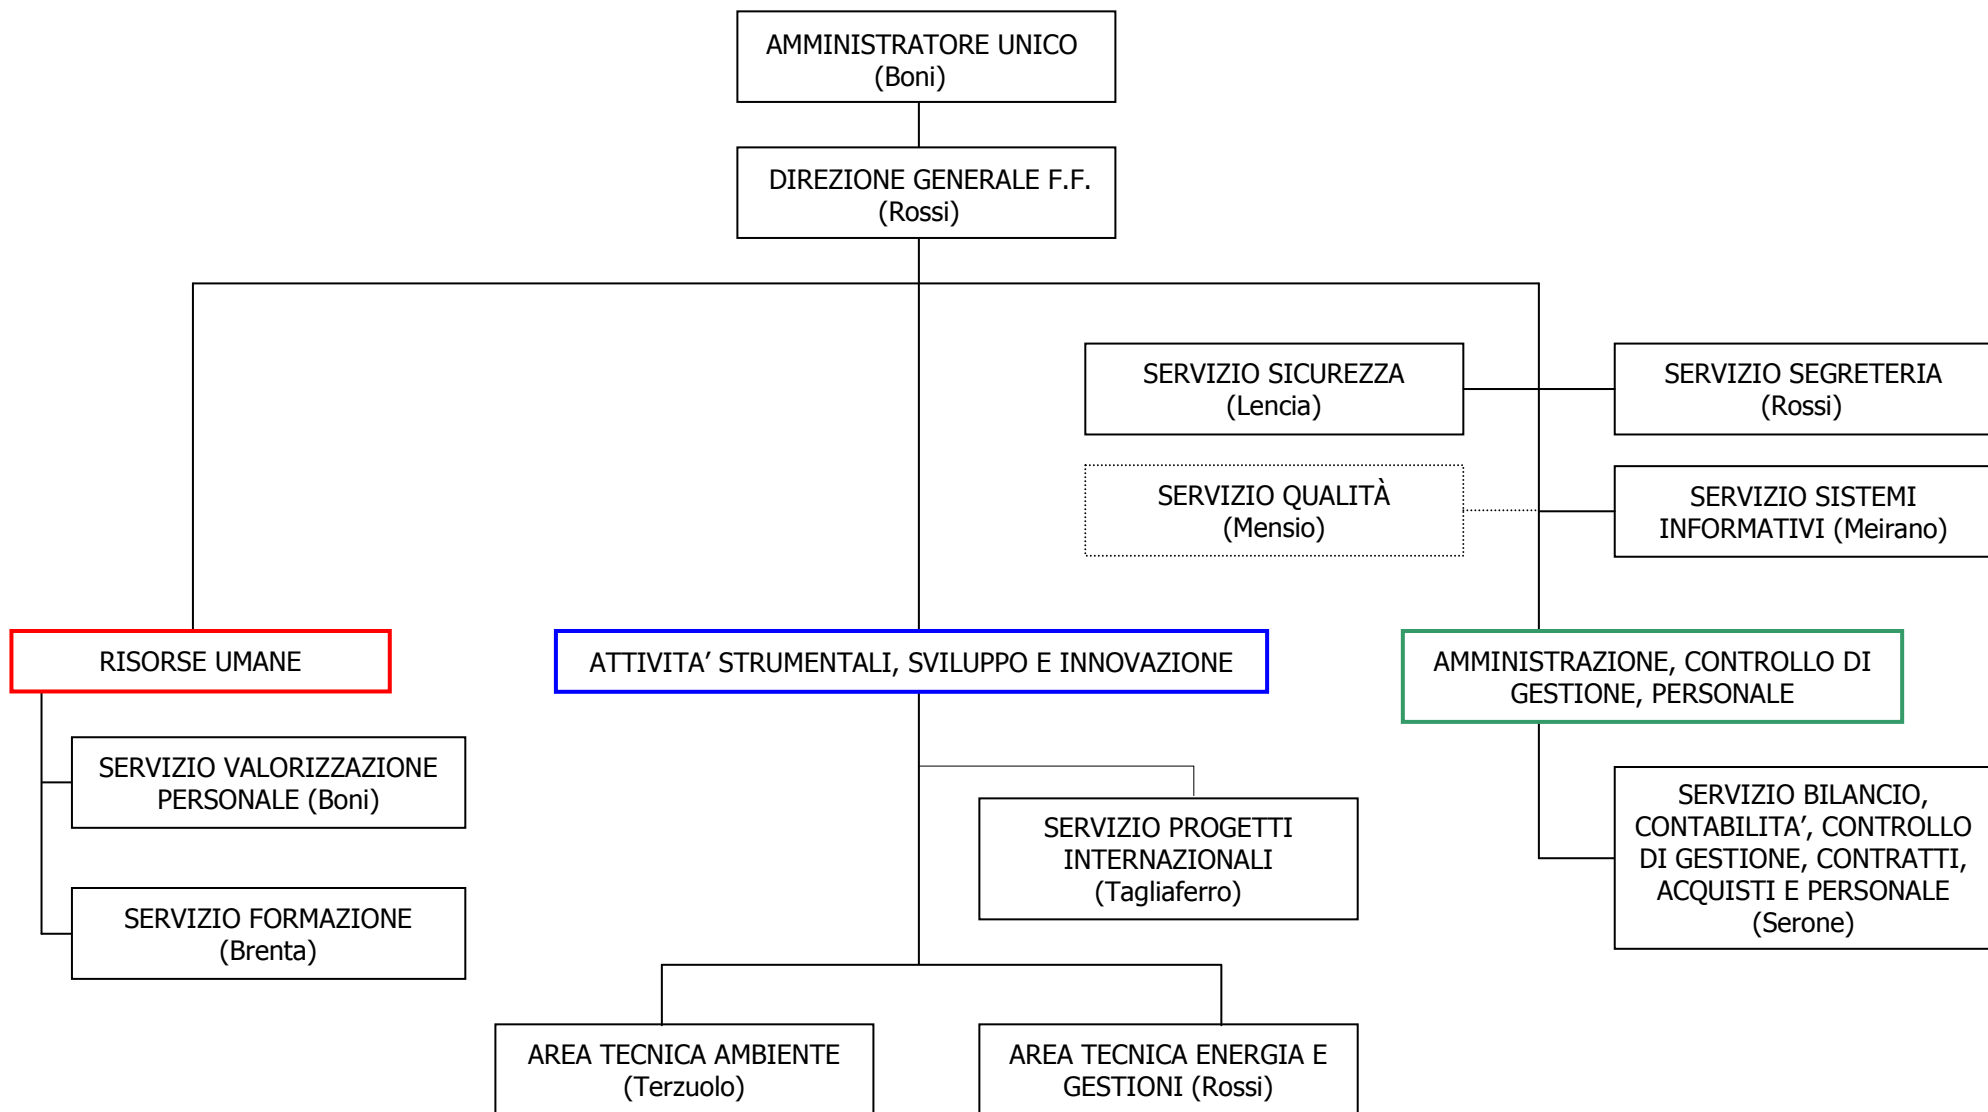 AMMINISTRATORE UNICO
(Boni)
DIREZIONE GENERALE F.F.
(Rossi)
SERVIZIO SICUREZZA
(Lencia)
SERVIZIO SEGRETERIA
(Rossi)
SERVIZIO QUALITÀ
(Mensio)
SERVIZIO SISTEMI
INFORMATIVI (Meirano)
RISORSE UMANE
ATTIVITA’ STRUMENTALI, SVILUPPO E INNOVAZIONE
AMMINISTRAZIONE, CONTROLLO DI
GESTIONE, PERSONALE
SERVIZIO VALORIZZAZIONE
PERSONALE (Boni)
SERVIZIO PROGETTI
INTERNAZIONALI
(Tagliaferro)
SERVIZIO BILANCIO,
CONTABILITA’, CONTROLLO
DI GESTIONE, CONTRATTI,
ACQUISTI E PERSONALE
(Serone)
SERVIZIO FORMAZIONE
(Brenta)
AREA TECNICA AMBIENTE
(Terzuolo)
AREA TECNICA ENERGIA E
GESTIONI (Rossi)